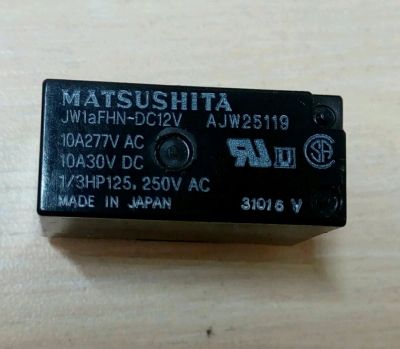 MATSUSHITA
JW1aFHN-DC12V AJW25119
10A277V AC
10A30V DC
1/3HP125, 250V AC
MADE IN JAPAN 31016 V